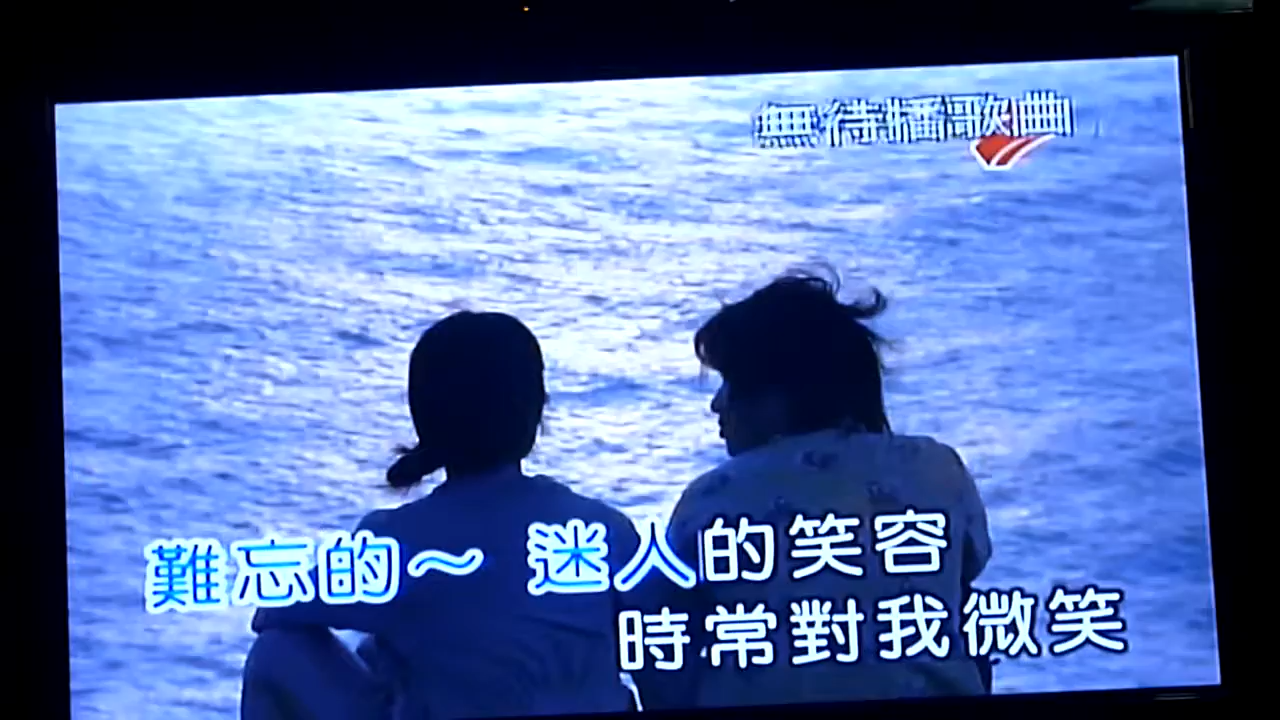 無待播歌曲
難忘的～ 迷人的笑容
時常對我微笑